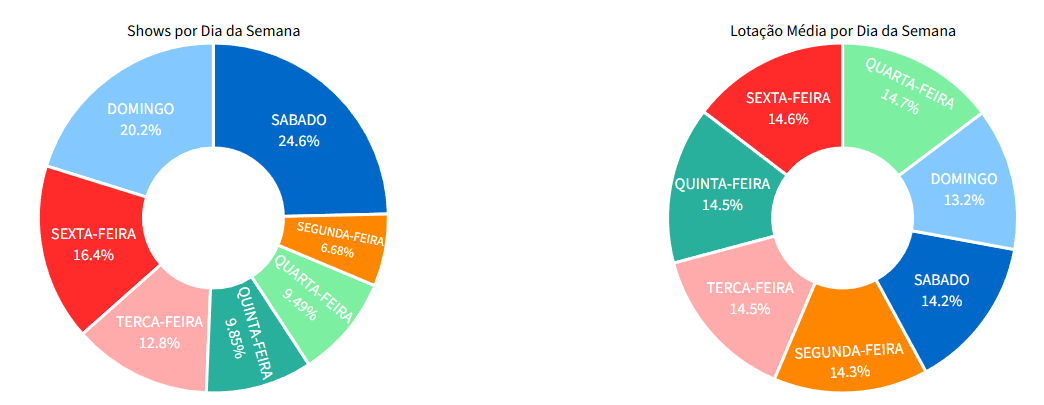 Shows por Dia da Semana
DOMINGO
20.2%
SABADO
24.6%
SEXTA-FEIRA
16.4%
SEGUNDA-FEIRA
6.68%
QUARTA-FEIRA
9.49%
QUINTA-FEIRA
9.85%
TERCA-FEIRA
12.8%
Lotação Média por Dia da Semana
SEXTA-FEIRA
14.6%
QUARTA-FEIRA
14.7%
QUINTA-FEIRA
14.5%
DOMINGO
13.2%
TERCA-FEIRA
14.5%
SABADO
14.2%
SEGUNDA-FEIRA
14.3%